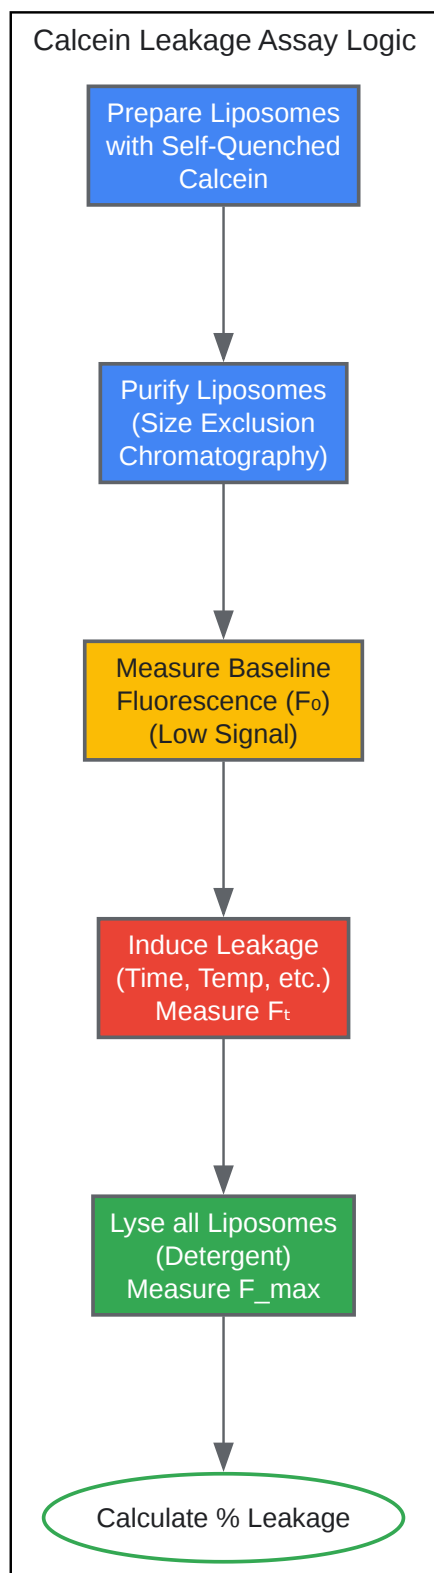 Calcein Leakage Assay Logic
Prepare Liposomes
with Self-Quenched
Calcein
Purify Liposomes
(Size Exclusion
Chromatography)
Measure Baseline
Fluorescence (F₀)
(Low Signal)
Induce Leakage
(Time, Temp, etc.)
Measure Fₜ
Lyse all Liposomes
(Detergent)
Measure F_max
Calculate % Leakage